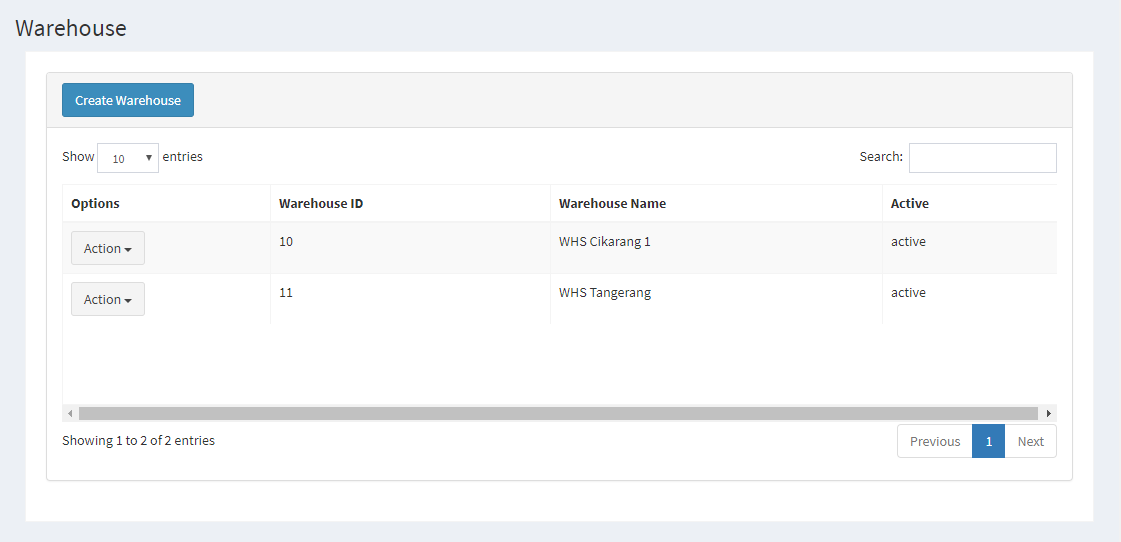 Warehouse
Create Warehouse
Show 10 entries Search:
Options Warehouse ID Warehouse Name Active
Action 10 WHS Cikarang 1 active
Action 11 WHS Tangerang active
Showing 1 to 2 of 2 entries Previous 1 Next